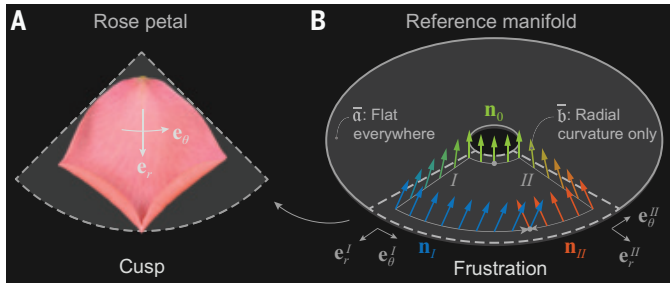 A
Rose petal
e_θ
e_r
Cusp
B
Reference manifold
n_0
a̅: Flat
everywhere
b̅: Radial
curvature only
I
II
e_θ^II
e_r^I
e_θ^I
n_I
n_II
e_r^II
Frustration